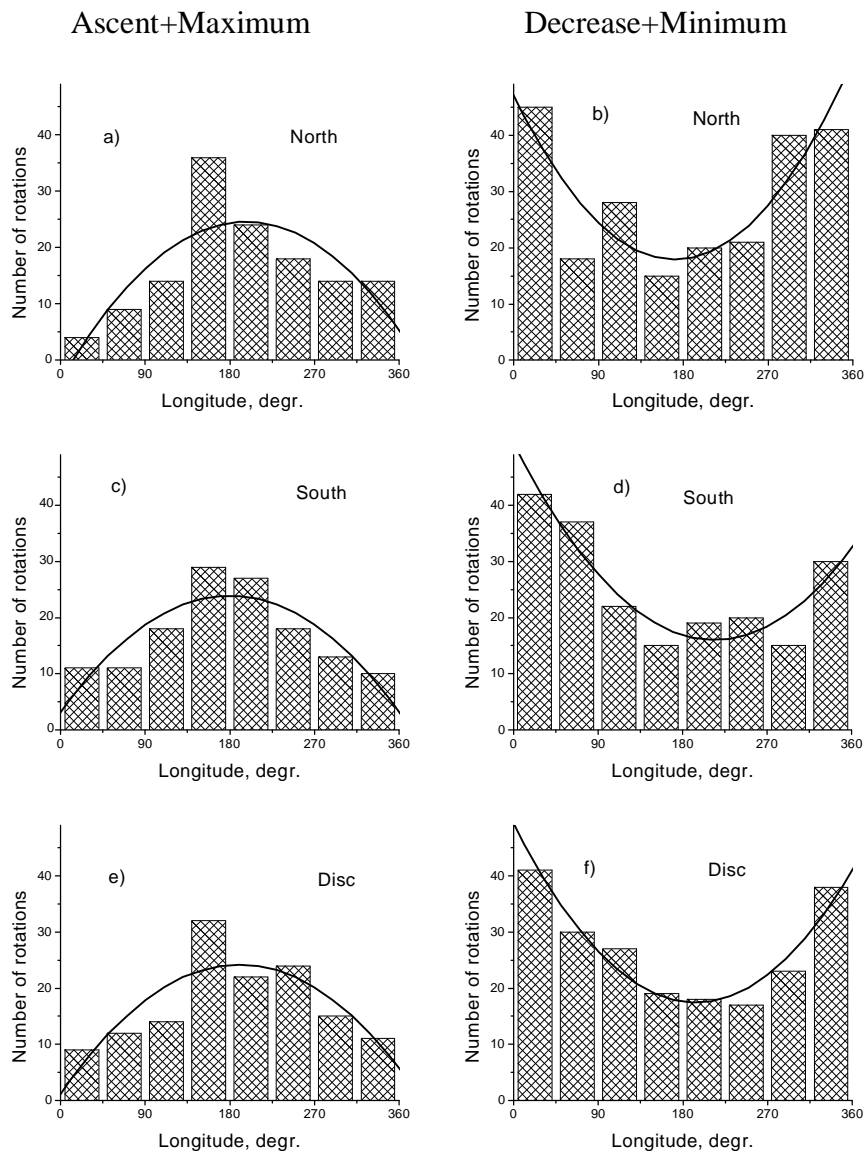 Ascent+Maximum
Decrease+Minimum
a)
North
Number of rotations
40
30
20
10
0
0 90 180 270 360
Longitude, degr.
b)
North
Number of rotations
40
30
20
10
0
0 90 180 270 360
Longitude, degr.
c)
South
Number of rotations
40
30
20
10
0
0 90 180 270 360
Longitude, degr.
d)
South
Number of rotations
40
30
20
10
0
0 90 180 270 360
Longitude, degr.
e)
Disc
Number of rotations
40
30
20
10
0
0 90 180 270 360
Longitude, degr.
f)
Disc
Number of rotations
40
30
20
10
0
0 90 180 270 360
Longitude, degr.